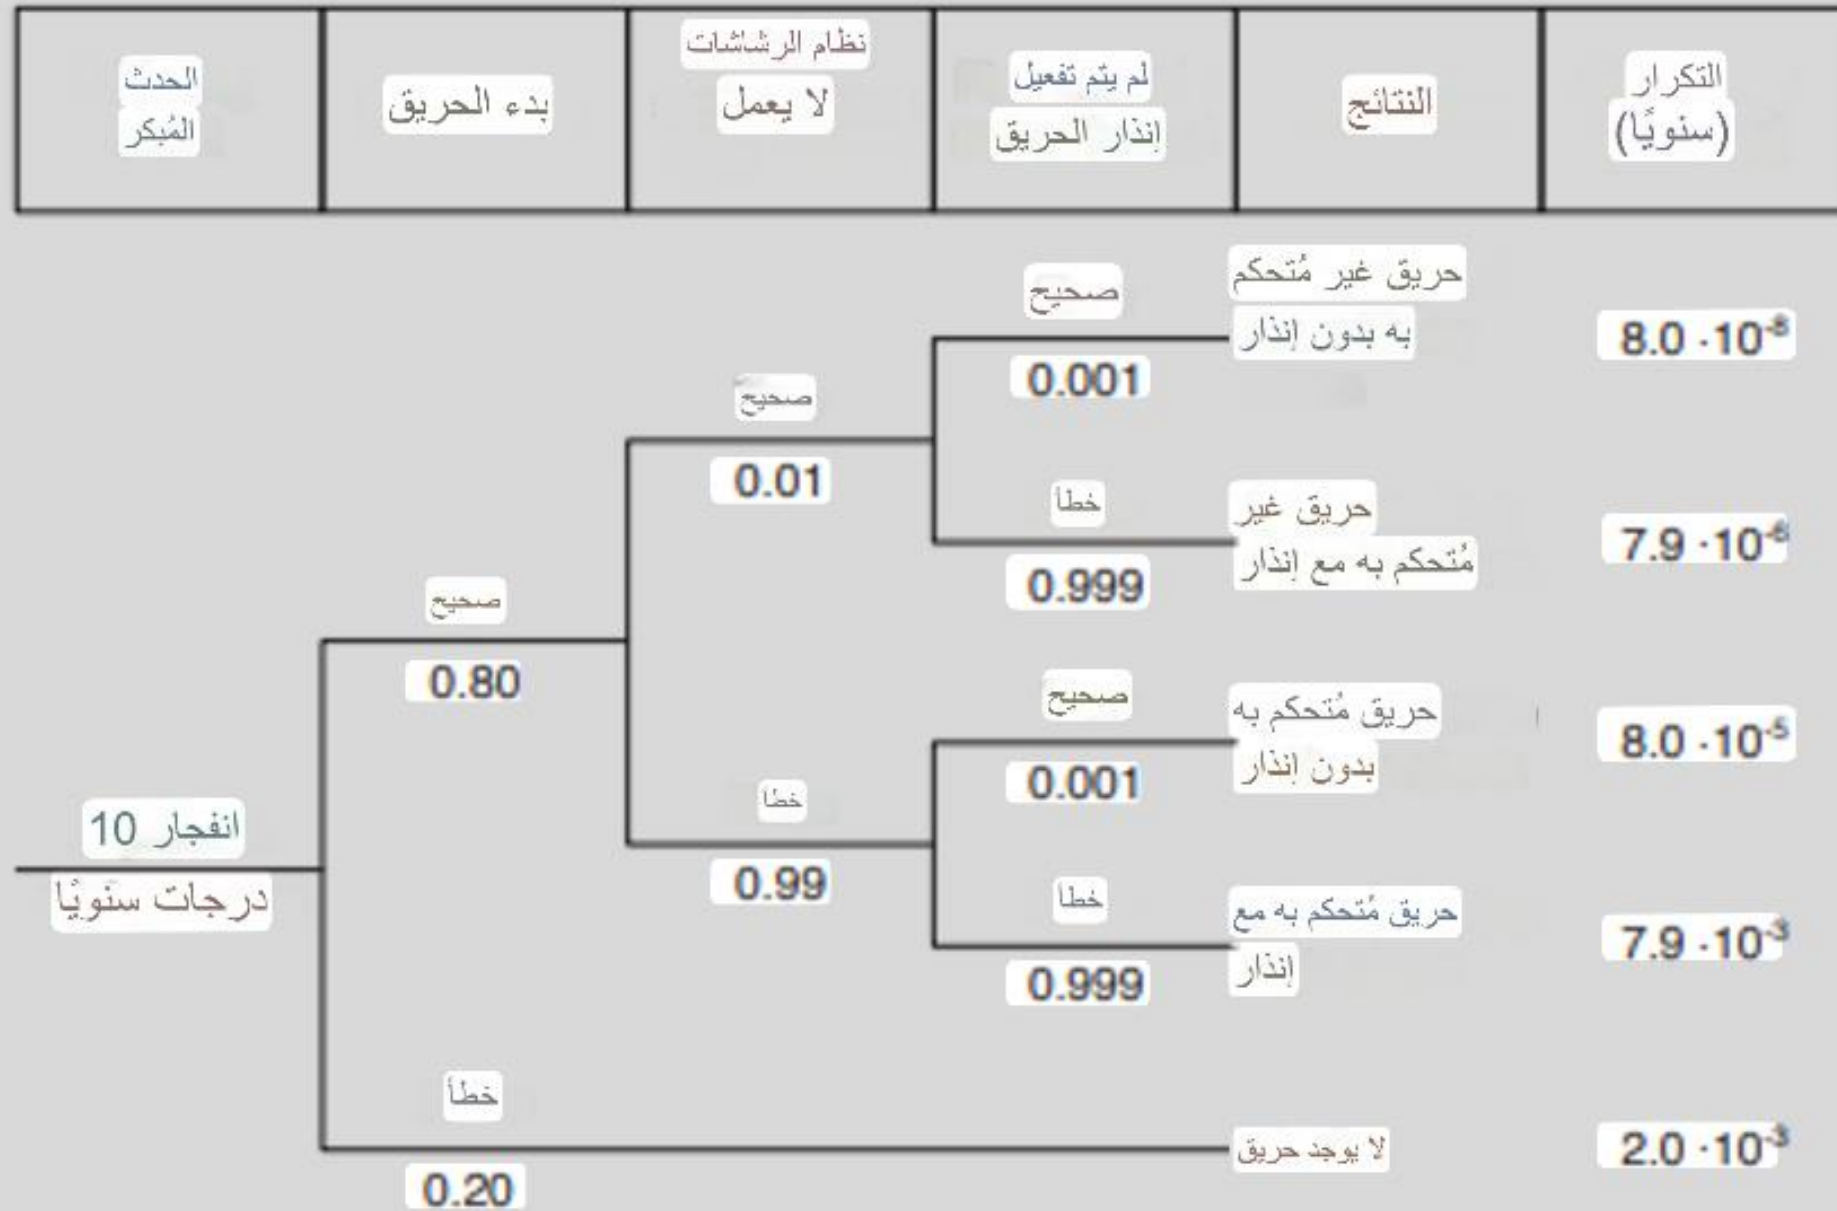 الحدث
المُبكر
بدء الحريق
نظام الرشاشات
لا يعمل
لم يتم تفعيل
إنذار الحريق
النتائج
التكرار
(سنويًا)
صحيح
0.001
حريق غير مُتحكم
به بدون إنذار
8.0 ·10⁻⁸
صحيح
0.01
خطأ
0.999
حريق غير
مُتحكم به مع إنذار
7.9 ·10⁻⁶
صحيح
0.80
صحيح
0.001
حريق مُتحكم به
بدون إنذار
8.0 ·10⁻⁵
خطأ
0.99
انفجار 10
درجات سنويًا
خطأ
0.999
حريق مُتحكم به مع
إنذار
7.9 ·10⁻³
خطأ
0.20
لا يوجد حريق
2.0 ·10⁻³